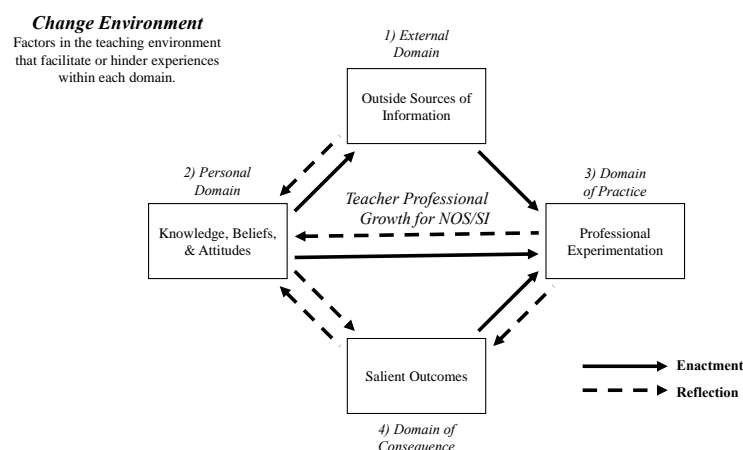 Change Environment
Factors in the teaching environment
that facilitate or hinder experiences
within each domain.
1) External
Domain
Outside Sources of
Information
2) Personal
Domain
3) Domain
of Practice
Teacher Professional
Growth for NOS/SI
Knowledge, Beliefs,
& Attitudes
Professional
Experimentation
Salient Outcomes
Enactment
Reflection
4) Domain of
Consequence